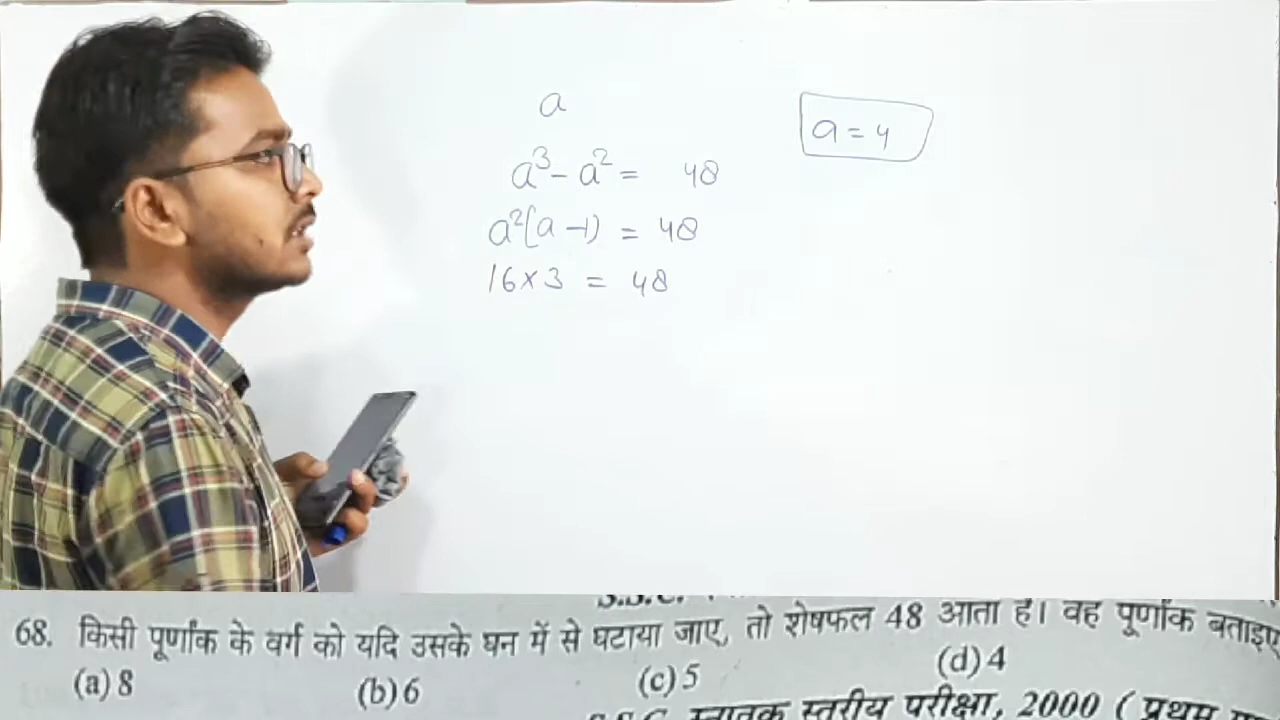 a
a = 4
a³ - a² = 48
a²(a - 1) = 48
16 × 3 = 48
68. किसी पूर्णांक के वर्ग को यदि उसके घन में से घटाया जाए, तो शेषफल 48 आता है। वह पूर्णांक बताइए
(a) 8 (b) 6 (c) 5 (d) 4
S.S.C. स्नातक स्तरीय परीक्षा, 2000 ( प्रथम